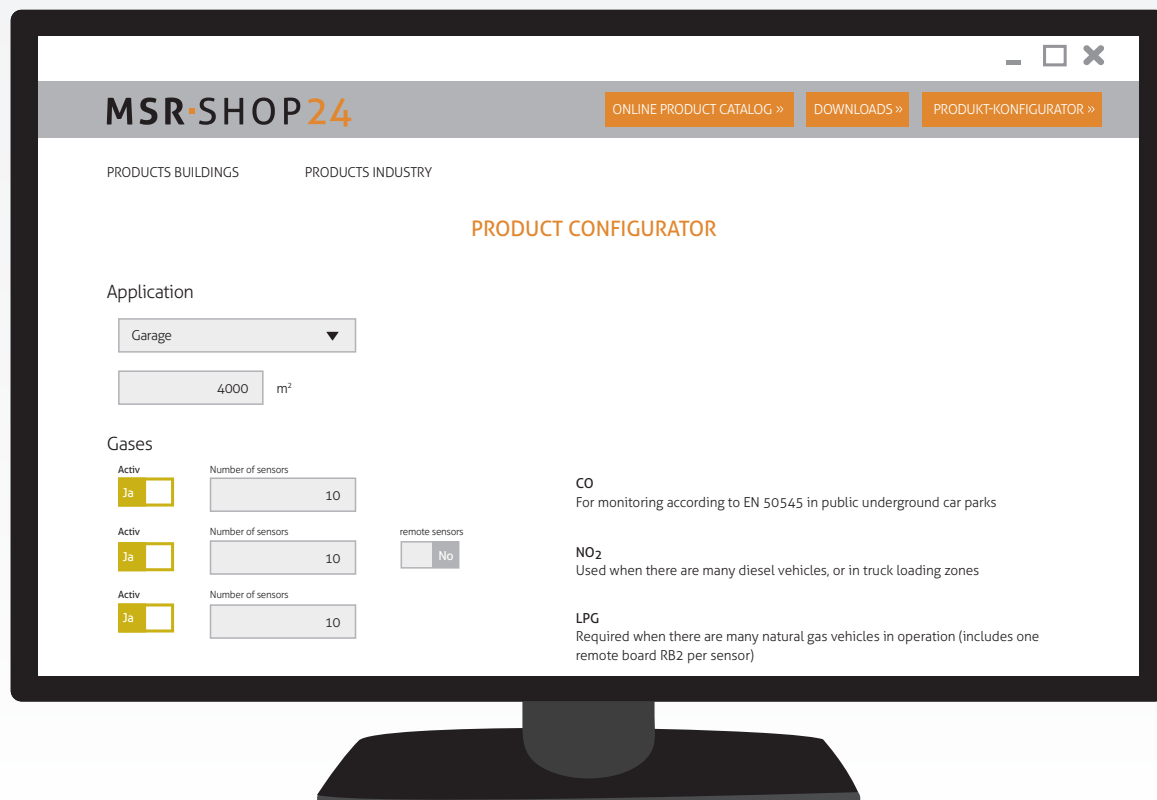 MSR·SHOP24
ONLINE PRODUCT CATALOG »
DOWNLOADS »
PRODUKT-KONFIGURATOR »
PRODUCTS BUILDINGS
PRODUCTS INDUSTRY
PRODUCT CONFIGURATOR
Application
Garage
4000 m²
Gases
Activ
Number of sensors
Ja
10
CO
For monitoring according to EN 50545 in public underground car parks
Activ
Number of sensors
remote sensors
Ja
10
No
NO2
Used when there are many diesel vehicles, or in truck loading zones
Activ
Number of sensors
Ja
10
LPG
Required when there are many natural gas vehicles in operation (includes one
remote board RB2 per sensor)